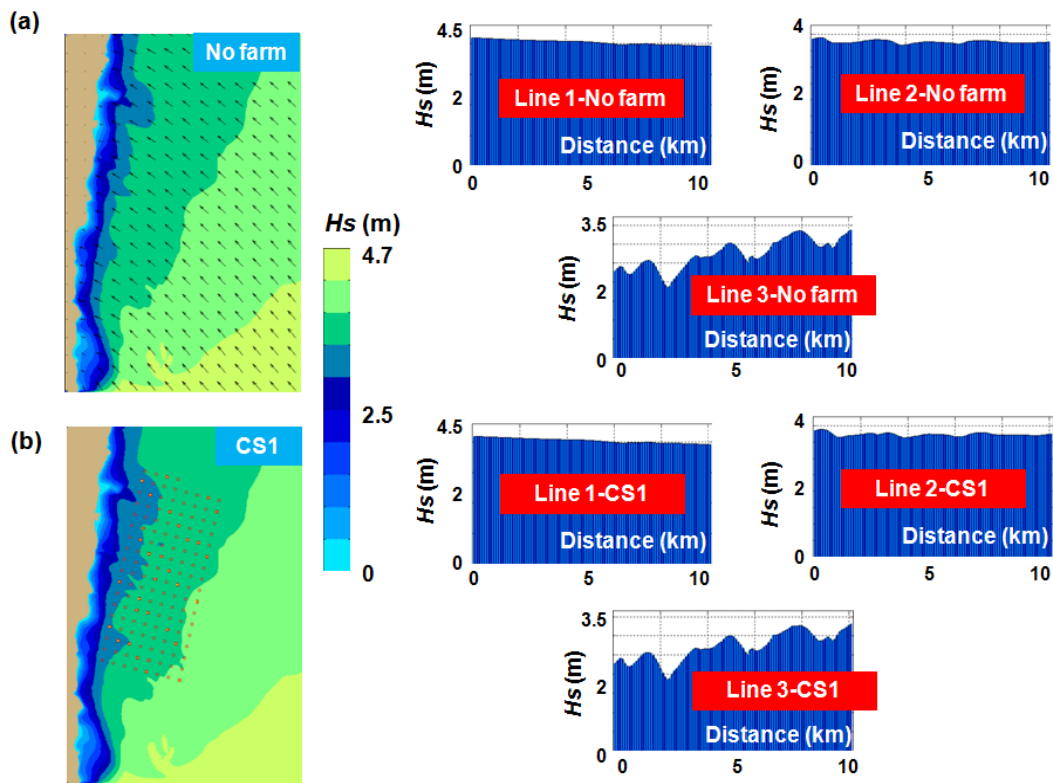 (a)
No farm
Hs (m)
4.7
2.5
0
4.5
2
0
Hs (m)
Line 1-No farm
Distance (km)
0 5 10
4
2
0
Hs (m)
Line 2-No farm
Distance (km)
0 5 10
3.5
2
0
Hs (m)
Line 3-No farm
Distance (km)
0 5 10
(b)
CS1
4.5
2
0
Hs (m)
Line 1-CS1
Distance (km)
0 5 10
4
2
0
Hs (m)
Line 2-CS1
Distance (km)
0 5 10
3.5
2
0
Hs (m)
Line 3-CS1
Distance (km)
0 5 10